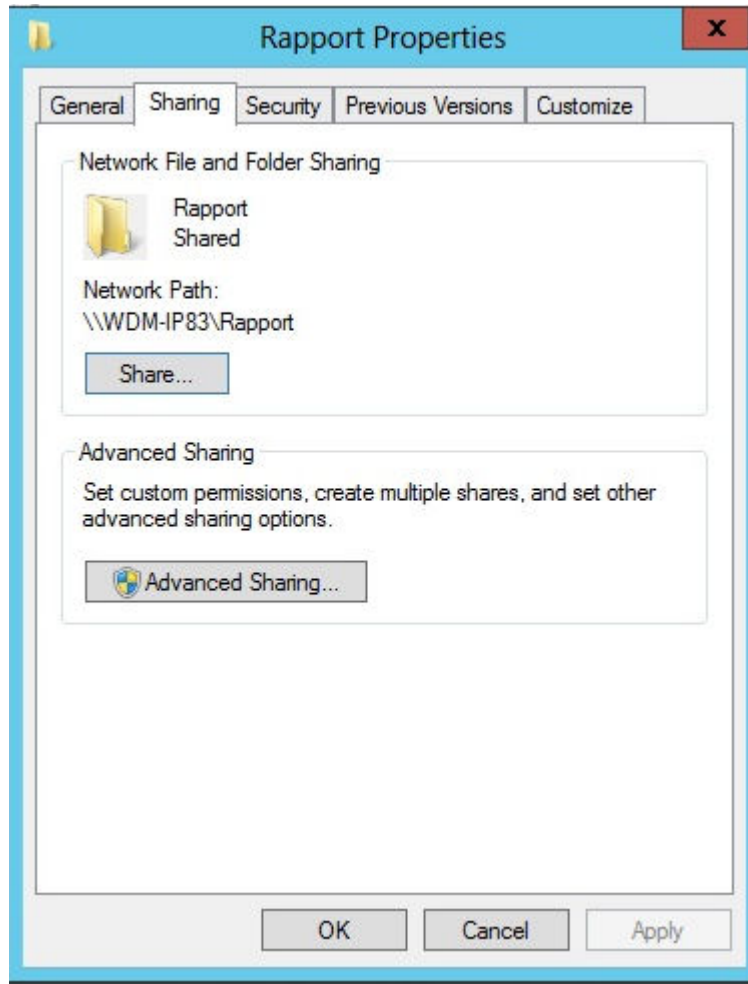 Rapport Properties
x
General Sharing Security Previous Versions Customize
Network File and Folder Sharing
Rapport
Shared
Network Path:
\\WDM-IP83\Rapport
Share...
Advanced Sharing
Set custom permissions, create multiple shares, and set other
advanced sharing options.
Advanced Sharing...
OK Cancel Apply